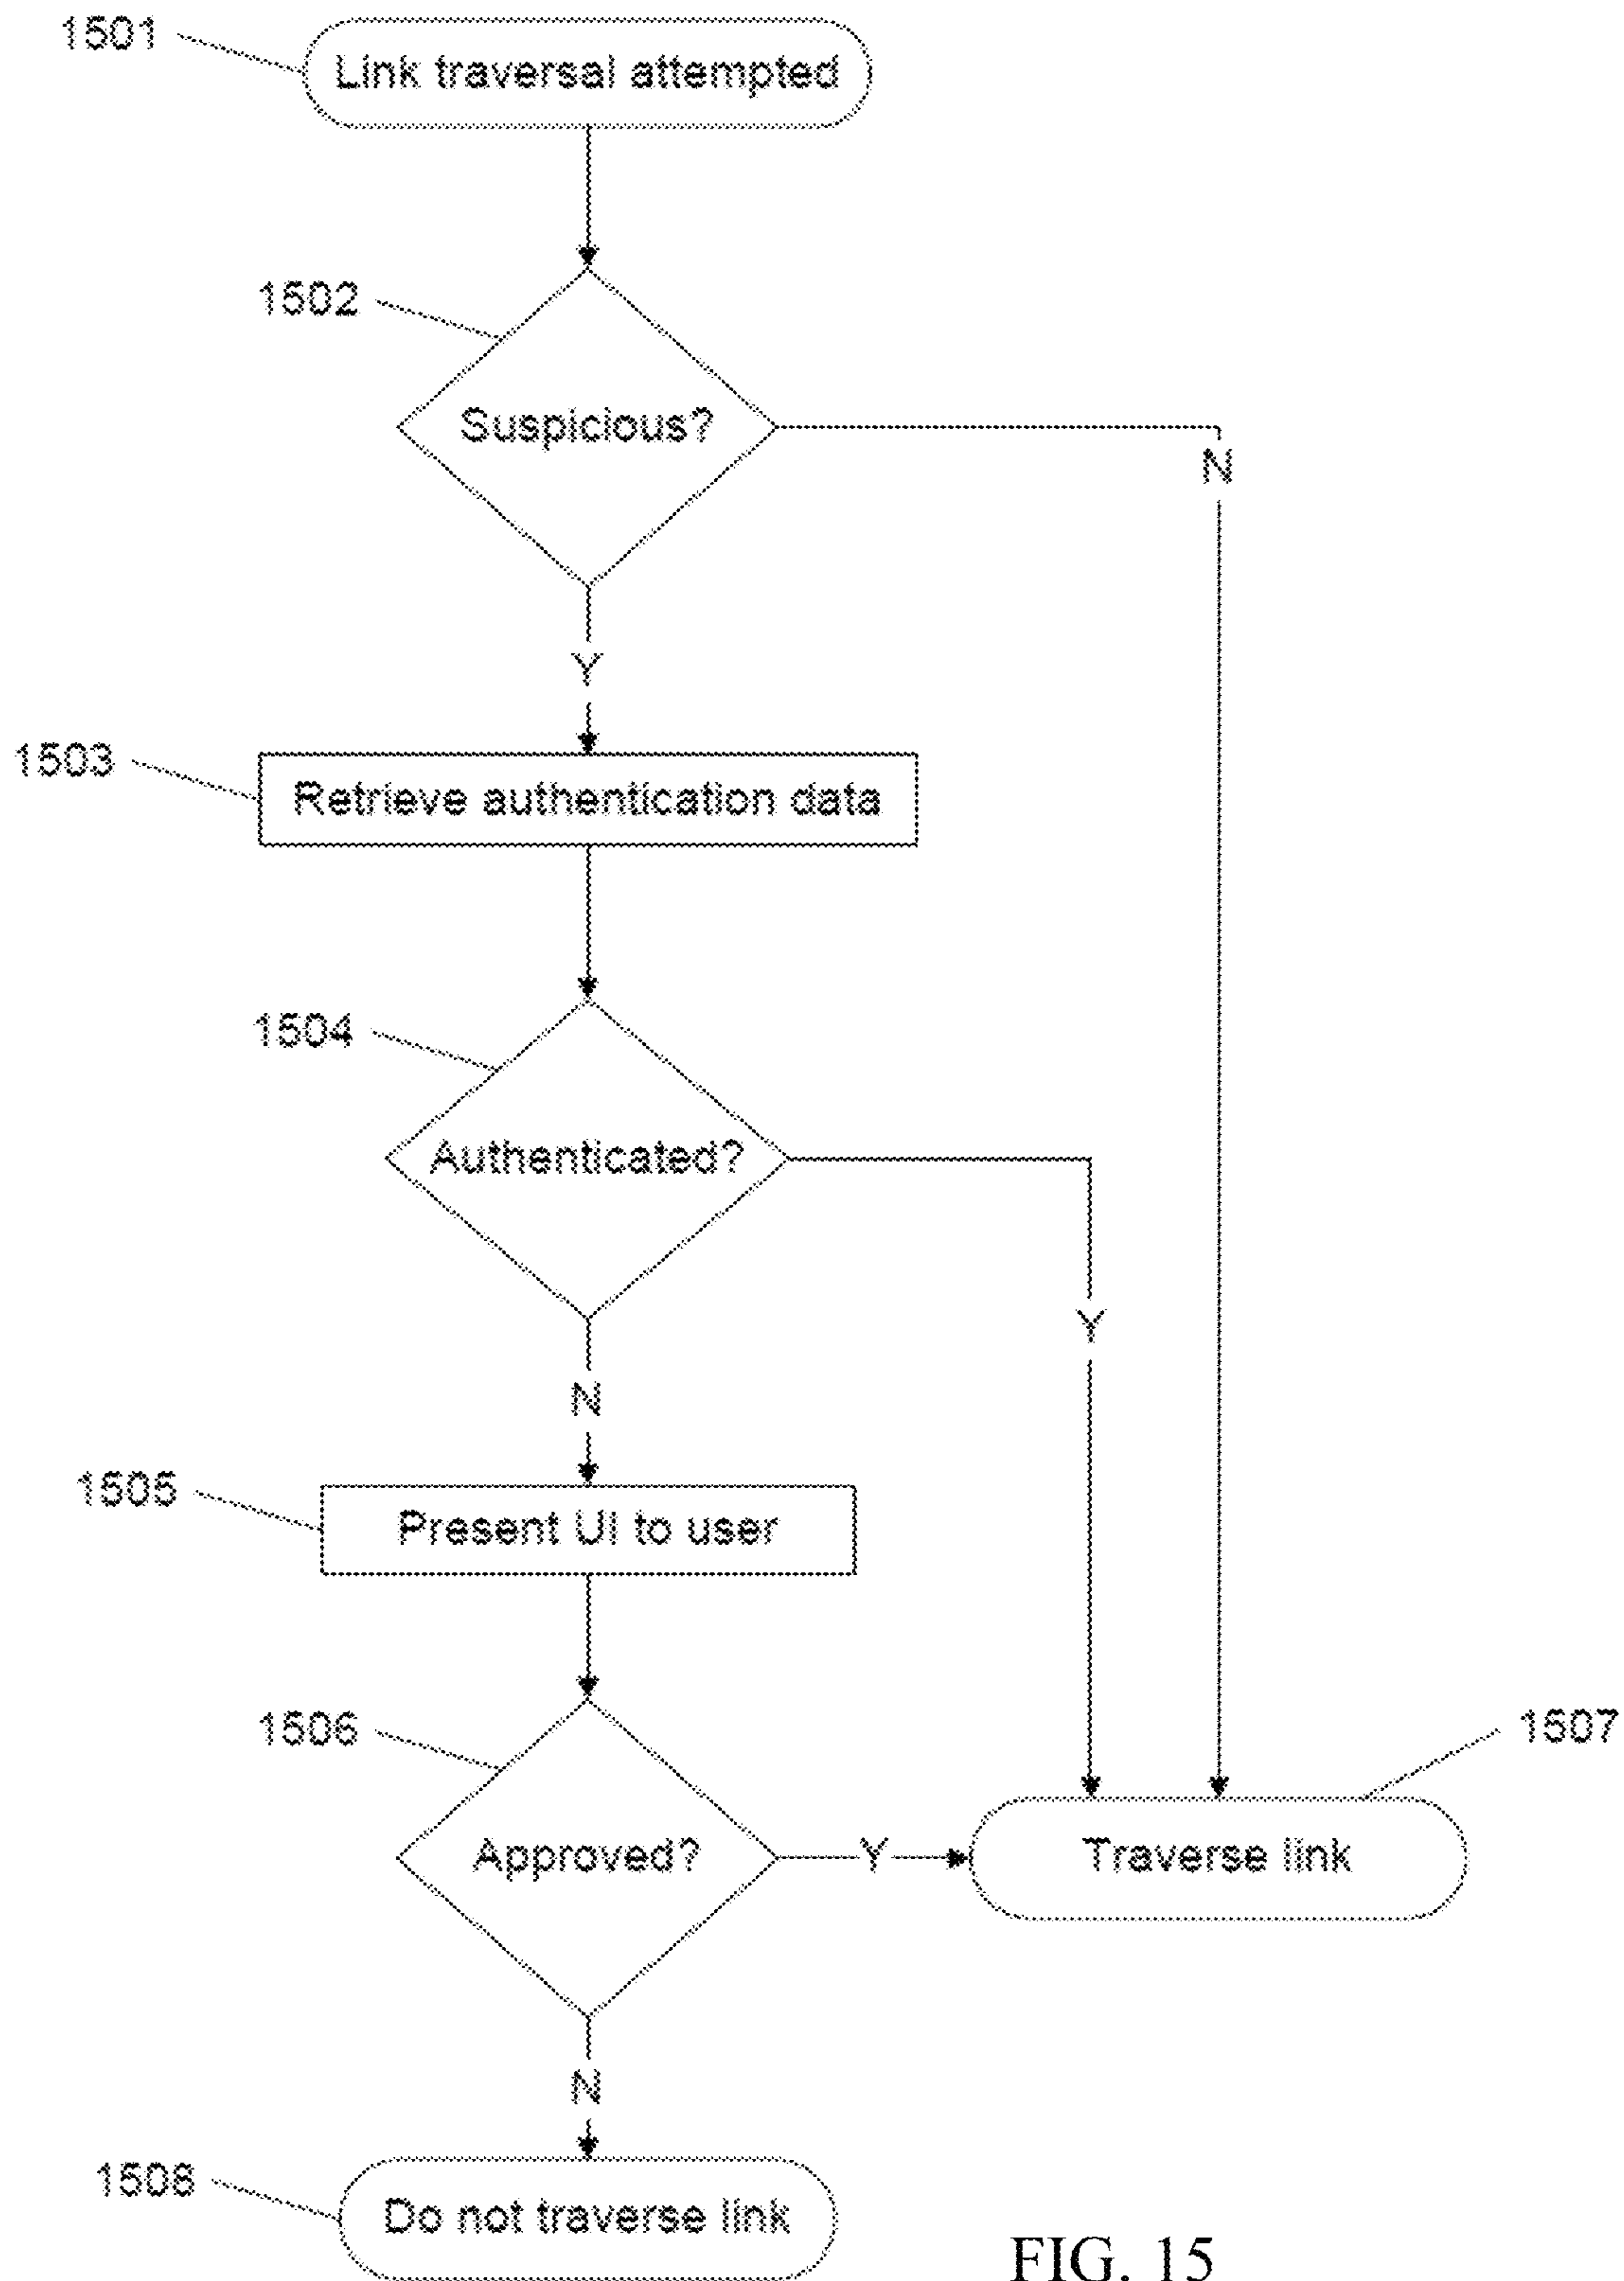 1501
Link traversal attempted
1502
Suspicious?
N
Y
1503
Retrieve authentication data
1504
Authenticated?
Y
N
1505
Present UI to user
1506
1507
Approved?
Y
Traverse link
N
1508
Do not traverse link
FIG. 15